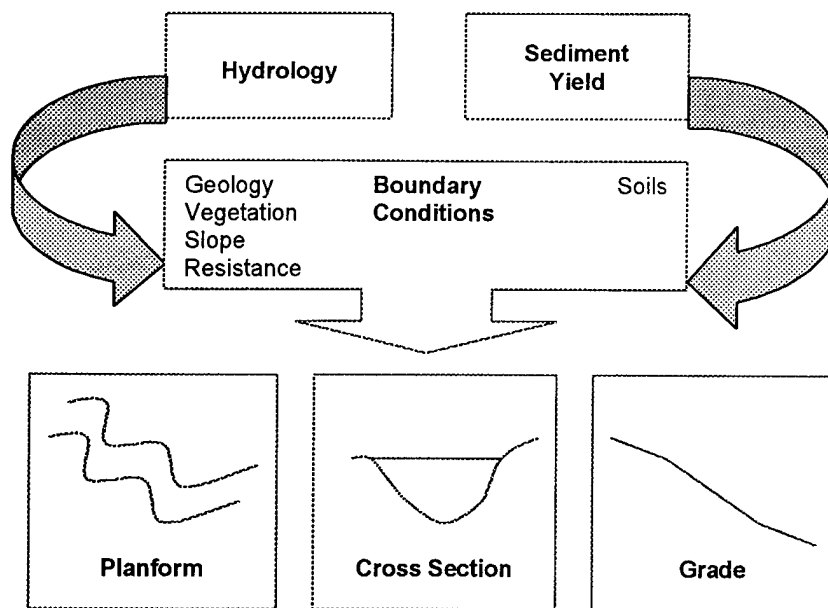 Hydrology
Sediment
Yield
Geology
Vegetation
Slope
Resistance
Boundary
Conditions
Soils
Planform
Cross Section
Grade